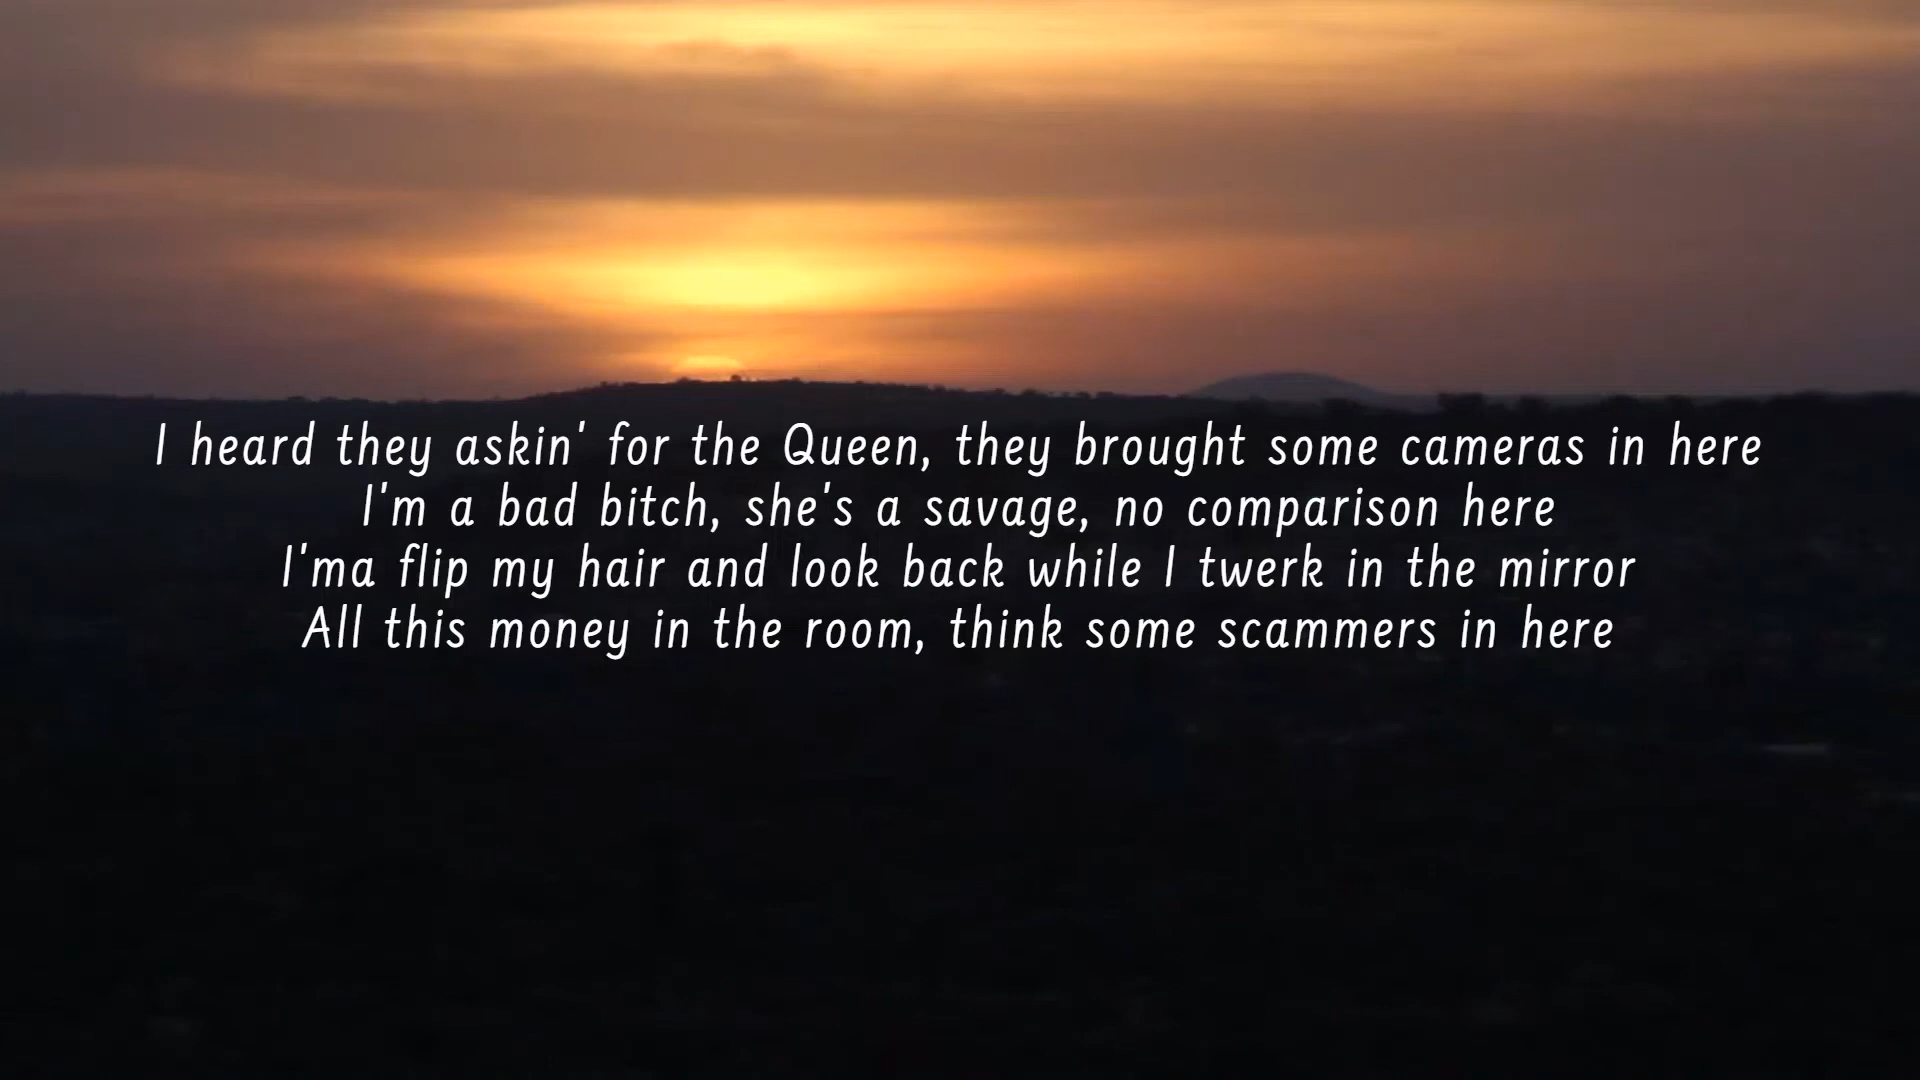 I heard they askin' for the Queen, they brought some cameras in here
I'm a bad bitch, she's a savage, no comparison here
I'ma flip my hair and look back while I twerk in the mirror
All this money in the room, think some scammers in here